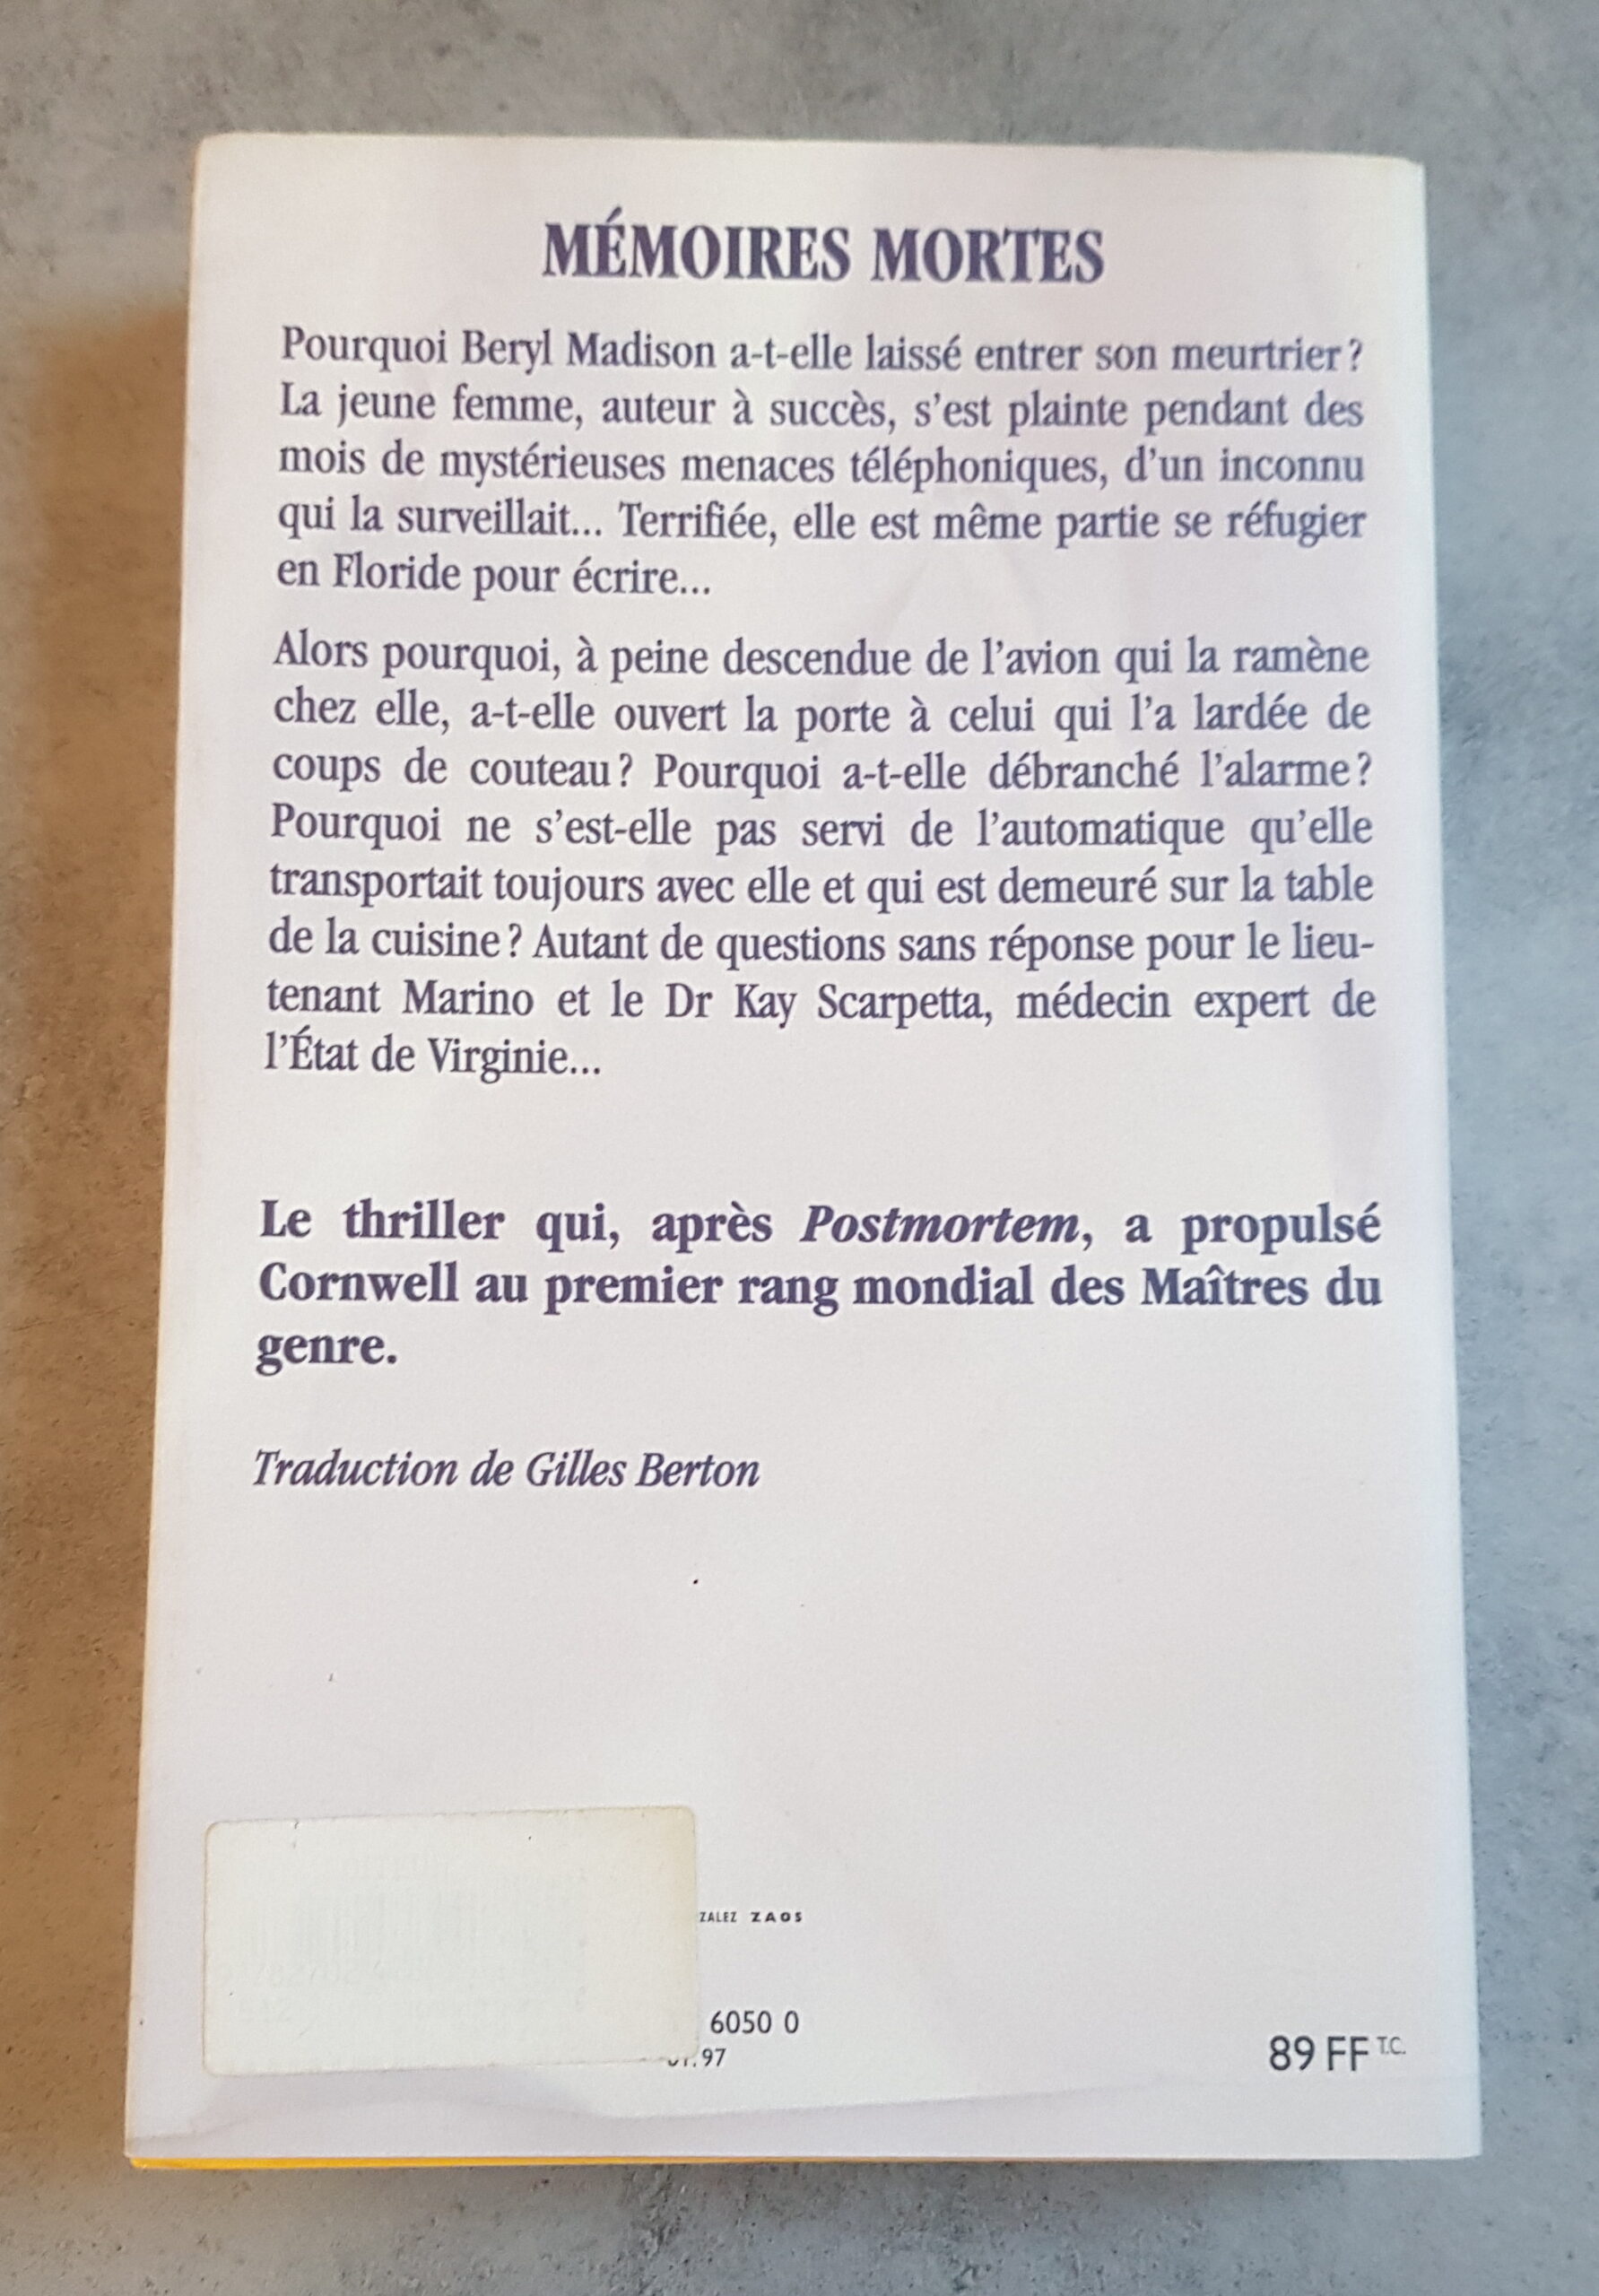 MÉMOIRES MORTES
Pourquoi Beryl Madison a-t-elle laissé entrer son meurtrier ?
La jeune femme, auteur à succès, s'est plainte pendant des
mois de mystérieuses menaces téléphoniques, d'un inconnu
qui la surveillait... Terrifiée, elle est même partie se réfugier
en Floride pour écrire...
Alors pourquoi, à peine descendue de l'avion qui la ramène
chez elle, a-t-elle ouvert la porte à celui qui l'a lardée de
coups de couteau ? Pourquoi a-t-elle débranché l'alarme ?
Pourquoi ne s'est-elle pas servi de l'automatique qu'elle
transportait toujours avec elle et qui est demeuré sur la table
de la cuisine ? Autant de questions sans réponse pour le lieu-
tenant Marino et le Dr Kay Scarpetta, médecin expert de
l'État de Virginie...
Le thriller qui, après Postmortem, a propulsé
Cornwell au premier rang mondial des Maîtres du
genre.
Traduction de Gilles Berton
ZALEZ ZAOS
6050 0
97
89 FF T.C.